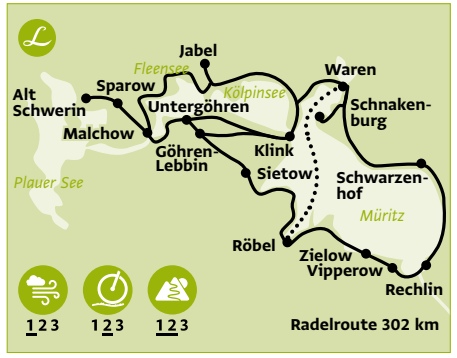 L
Jabel
Fleensee
Waren
Sparow
Kölpinsee
Alt
Schwerin
Untergöhren
Schnaken-
burg
Malchow
Göhren-
Lebbin
Klink
Sietow
Schwarzen-
hof
Plauer See
Müritz
Röbel
Zielow
Vipperow
Rechlin
1 2 3
1 2 3
1 2 3
Radelroute 302 km